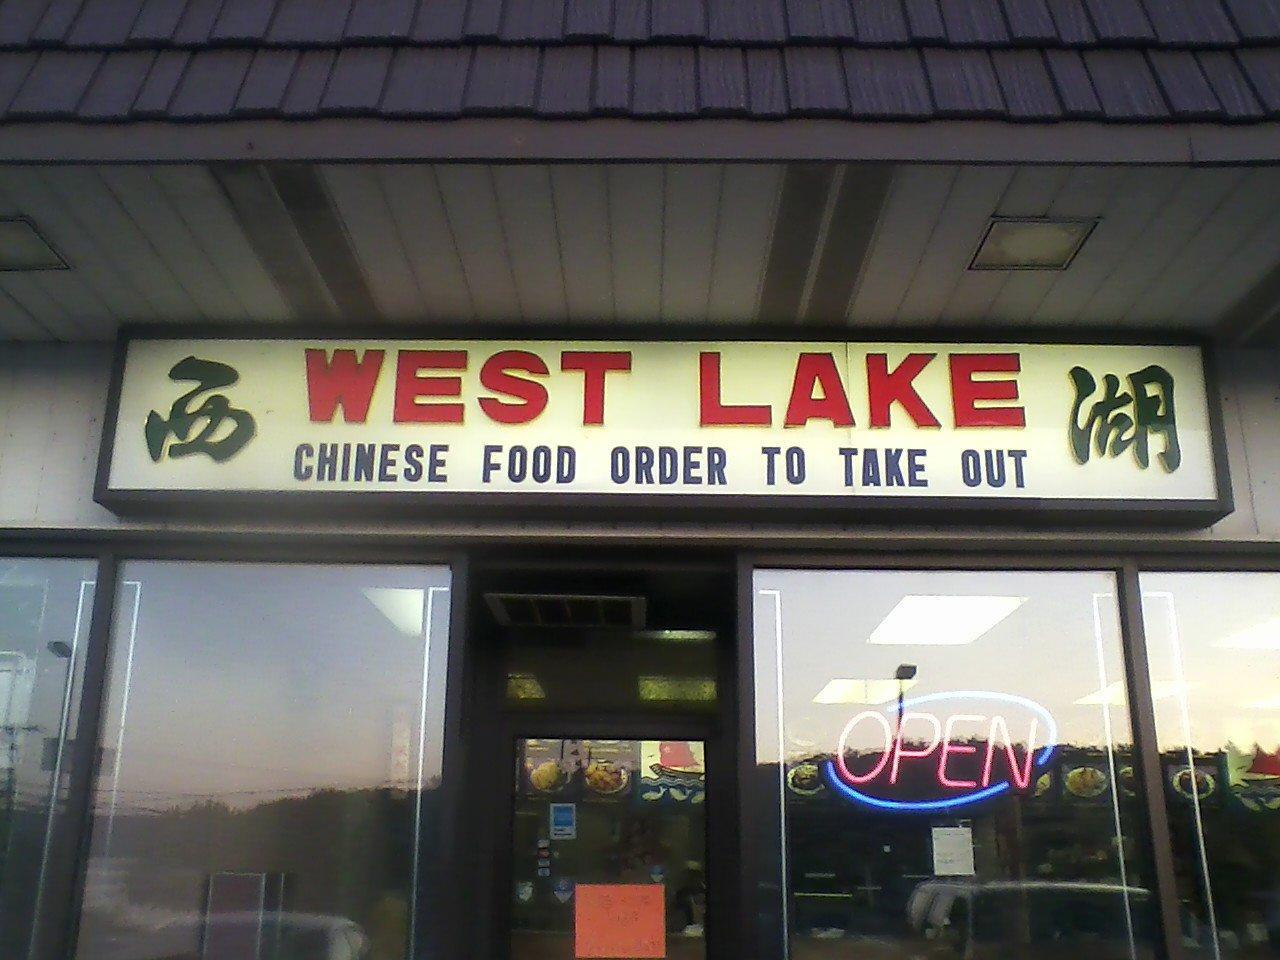 西 WEST LAKE 湖
CHINESE FOOD ORDER TO TAKE OUT
OPEN